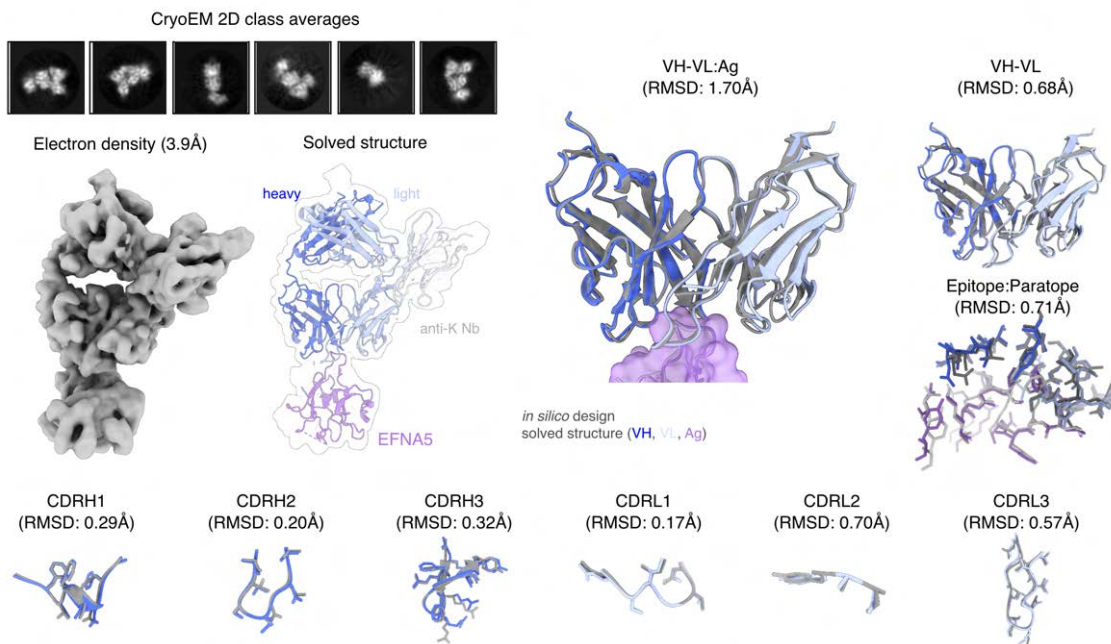 CryoEM 2D class averages
Electron density (3.9Å)
Solved structure
heavy
light
anti-K Nb
EFNA5
VH-VL:Ag
(RMSD: 1.70Å)
VH-VL
(RMSD: 0.68Å)
Epitope:Paratope
(RMSD: 0.71Å)
in silico design
solved structure (VH, VL, Ag)
CDRH1
(RMSD: 0.29Å)
CDRH2
(RMSD: 0.20Å)
CDRH3
(RMSD: 0.32Å)
CDRL1
(RMSD: 0.17Å)
CDRL2
(RMSD: 0.70Å)
CDRL3
(RMSD: 0.57Å)